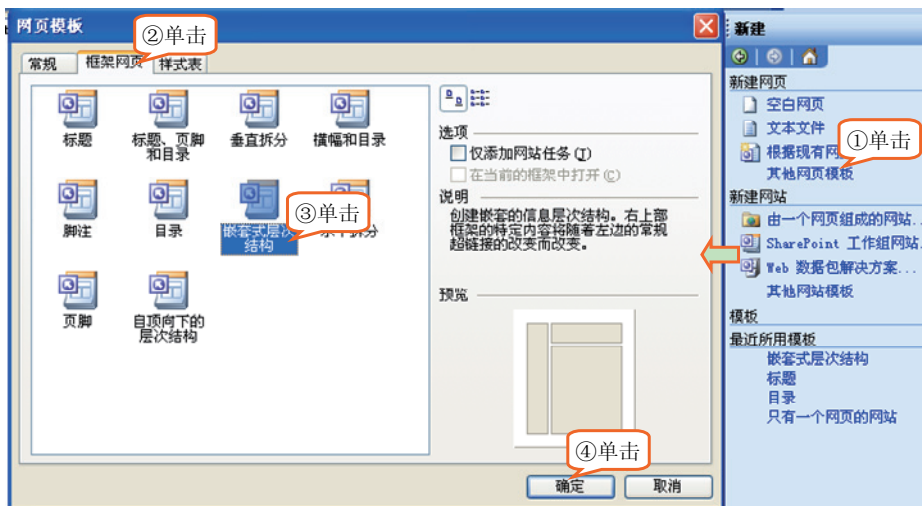 网页模板
②单击
常规 框架网页 样式表
标题
标题、页脚
和目录
垂直拆分
横幅和目录
脚注
目录
嵌套式层次
结构
③单击
拆分
页脚
自顶向下的
层次结构
选项
仅添加网站任务(T)
在当前的框架中打开(C)
说明
创建嵌套的信息层次结构。右上部
框架的特定内容将随着左边的常规
超链接的改变而改变。
预览
④单击
确定 取消
新建
新建网页
空白网页
文本文件
根据现有网
①单击
其他网页模板
新建网站
由一个网页组成的网站..
SharePoint 工作组网站.
Web 数据包解决方案...
其他网站模板
模板
最近所用模板
嵌套式层次结构
标题
目录
只有一个网页的网站